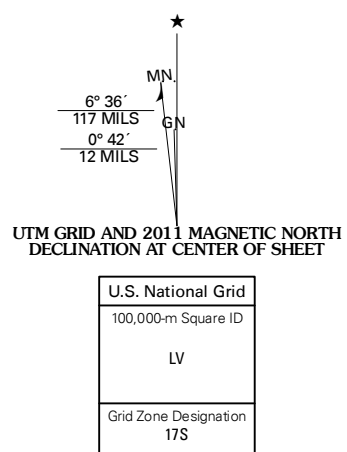 ★
MN
6° 36´
117 MILS
GN
0° 42´
12 MILS
UTM GRID AND 2011 MAGNETIC NORTH
DECLINATION AT CENTER OF SHEET
U.S. National Grid
100,000-m Square ID
LV
Grid Zone Designation
17S